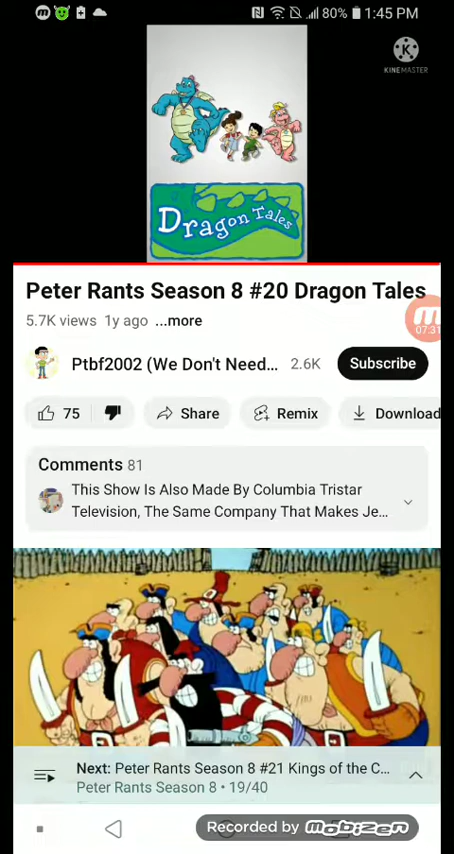 80% 1:45 PM
KINEMASTER
Dragon Tales
Peter Rants Season 8 #20 Dragon Tales
5.7K views 1y ago ...more
07:31
Ptbf2002 (We Don't Need... 2.6K Subscribe
75 Share Remix Download
Comments 81
This Show Is Also Made By Columbia Tristar
Television, The Same Company That Makes Je...
Next: Peter Rants Season 8 #21 Kings of the C...
Peter Rants Season 8 • 19/40
Recorded by mobizen